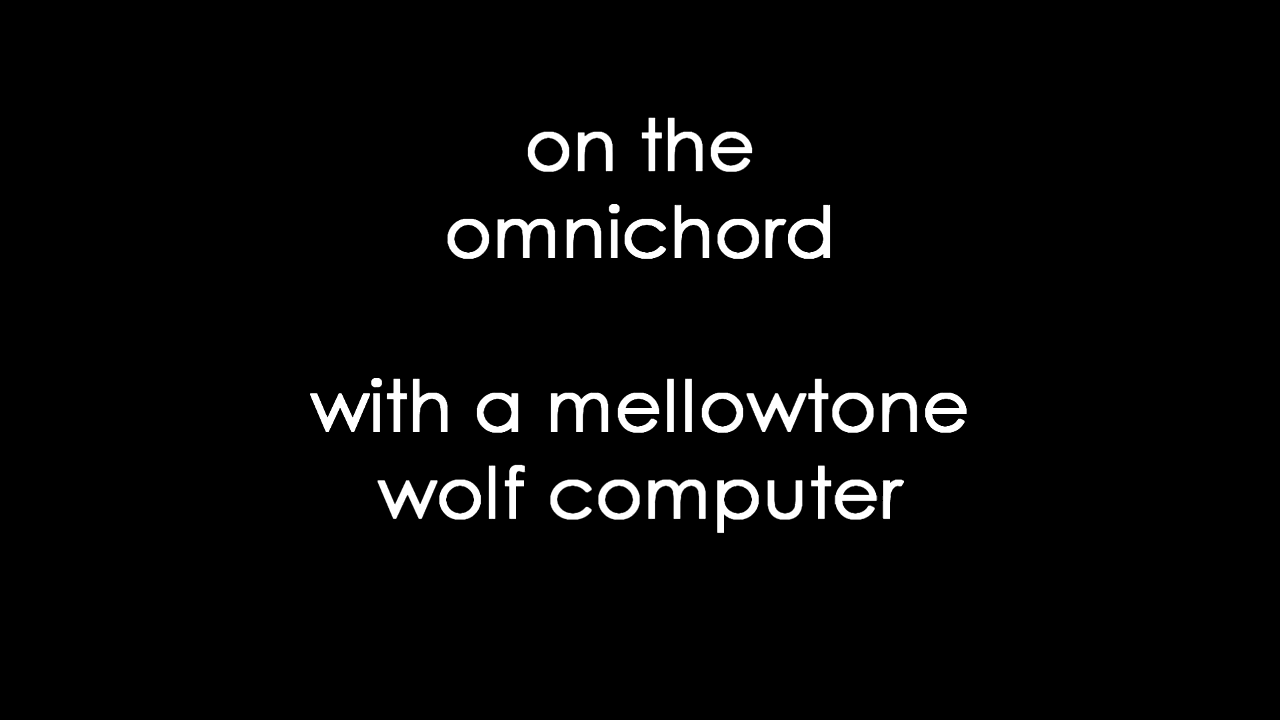 on the
omnichord
with a mellowtone
wolf computer